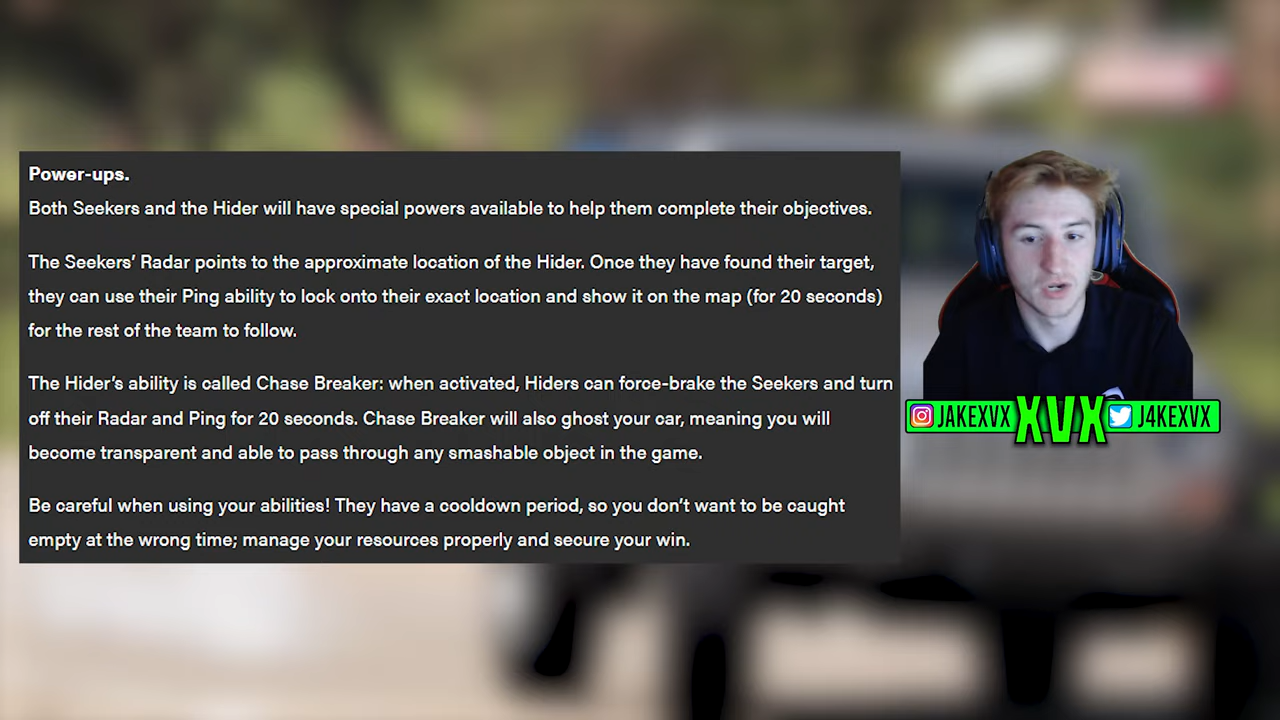 Power-ups.
Both Seekers and the Hider will have special powers available to help them complete their objectives.
The Seekers’ Radar points to the approximate location of the Hider. Once they have found their target,
they can use their Ping ability to lock onto their exact location and show it on the map (for 20 seconds)
for the rest of the team to follow.
The Hider’s ability is called Chase Breaker: when activated, Hiders can force-brake the Seekers and turn
off their Radar and Ping for 20 seconds. Chase Breaker will also ghost your car, meaning you will
become transparent and able to pass through any smashable object in the game.
Be careful when using your abilities! They have a cooldown period, so you don’t want to be caught
empty at the wrong time; manage your resources properly and secure your win.
JAKEXVX XVX J4KEXVX